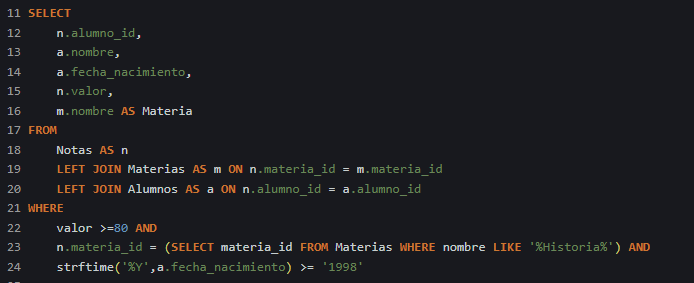 11 SELECT
12     n.alumno_id,
13     a.nombre,
14     a.fecha_nacimiento,
15     n.valor,
16     m.nombre AS Materia
17 FROM
18     Notas AS n
19     LEFT JOIN Materias AS m ON n.materia_id = m.materia_id
20     LEFT JOIN Alumnos AS a ON n.alumno_id = a.alumno_id
21 WHERE
22     valor >=80 AND
23     n.materia_id = (SELECT materia_id FROM Materias WHERE nombre LIKE '%Historia%') AND
24     strftime('%Y',a.fecha_nacimiento) >= '1998'